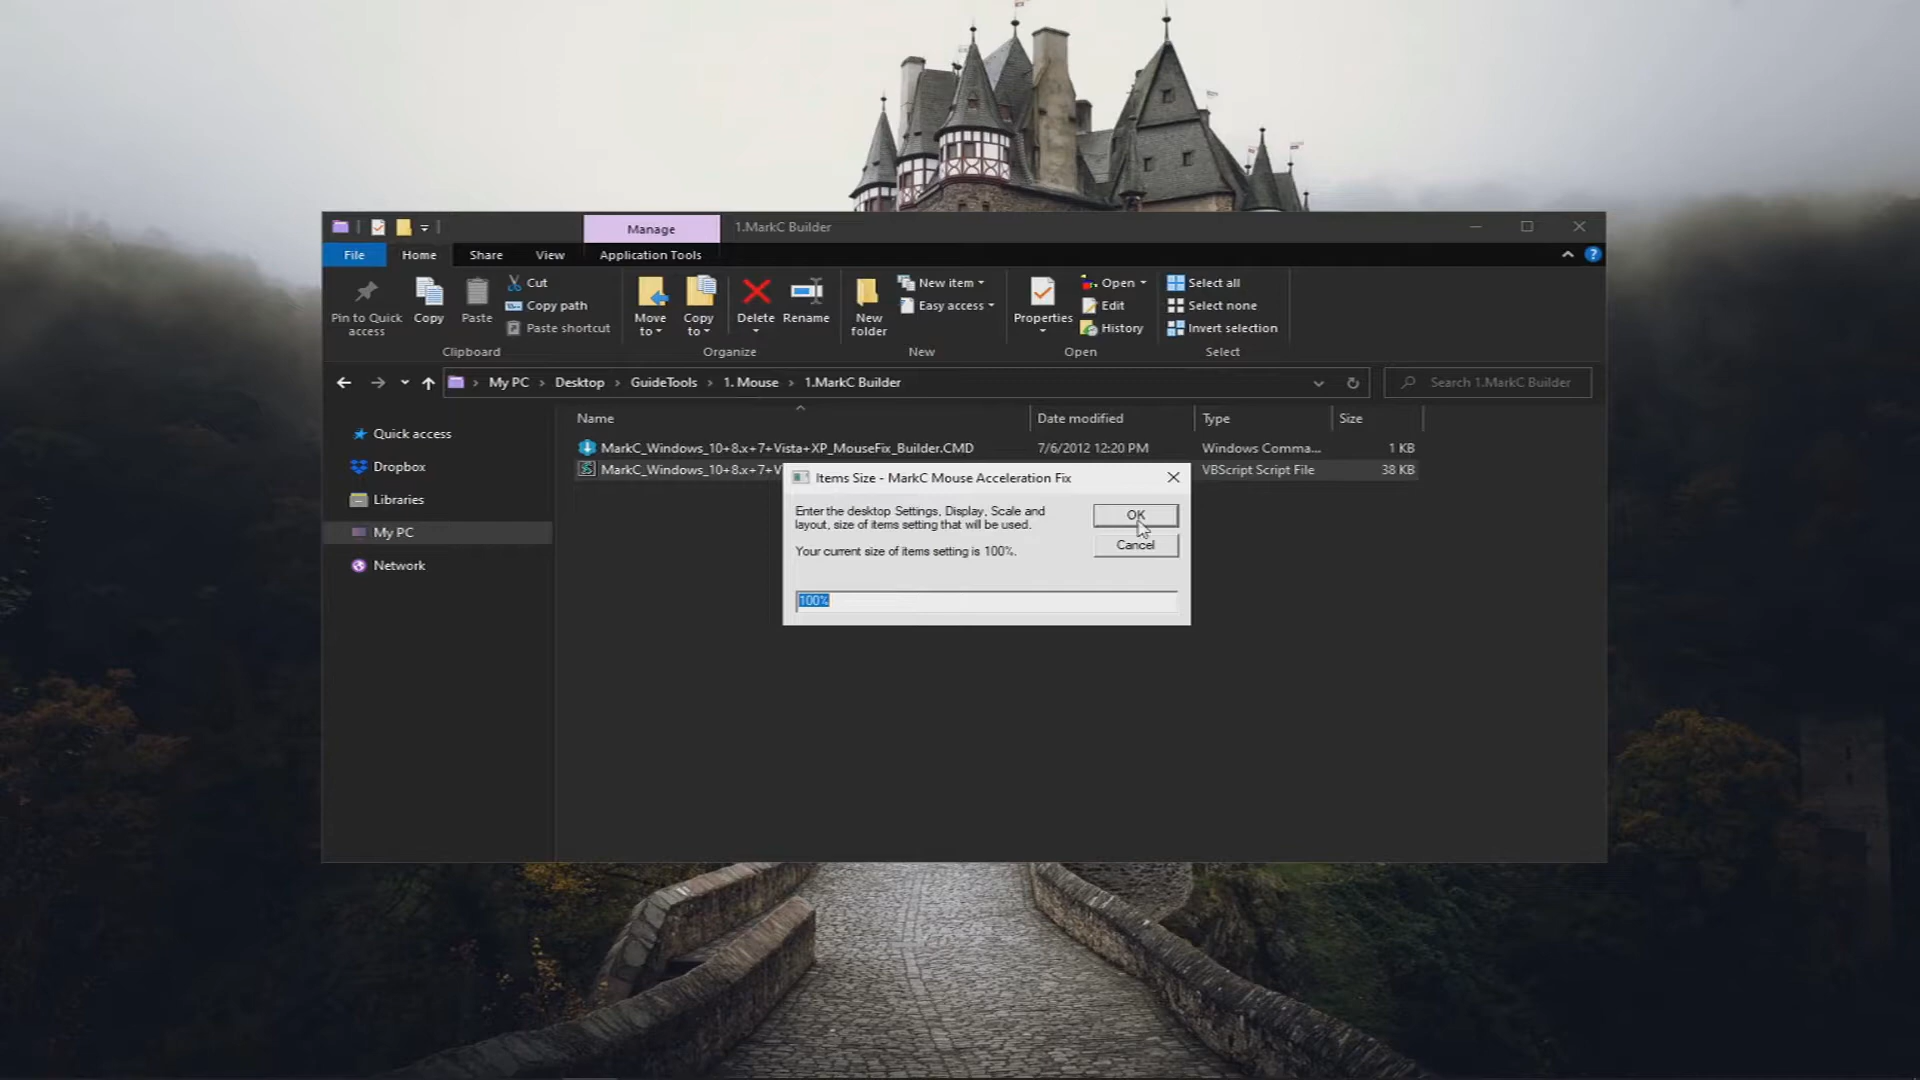 Manage
1.MarkC Builder
File
Home
Share
View
Application Tools
Pin to Quick access
Copy
Paste
Cut
Copy path
Paste shortcut
Clipboard
Move to
Copy to
Delete
Rename
Organize
New folder
New item
Easy access
New
Properties
Open
Edit
History
Open
Select all
Select none
Invert selection
Select
My PC > Desktop > GuideTools > 1. Mouse > 1.MarkC Builder
Search 1.MarkC Builder
Quick access
Dropbox
Libraries
My PC
Network
Name Date modified Type Size
MarkC_Windows_10+8.x+7+Vista+XP_MouseFix_Builder.CMD 7/6/2012 12:20 PM Windows Comma... 1 KB
MarkC_Windows_10+8.x+7+V VBScript Script File 38 KB
Items Size - MarkC Mouse Acceleration Fix
Enter the desktop Settings, Display, Scale and
layout, size of items setting that will be used.
Your current size of items setting is 100%.
OK
Cancel
100%